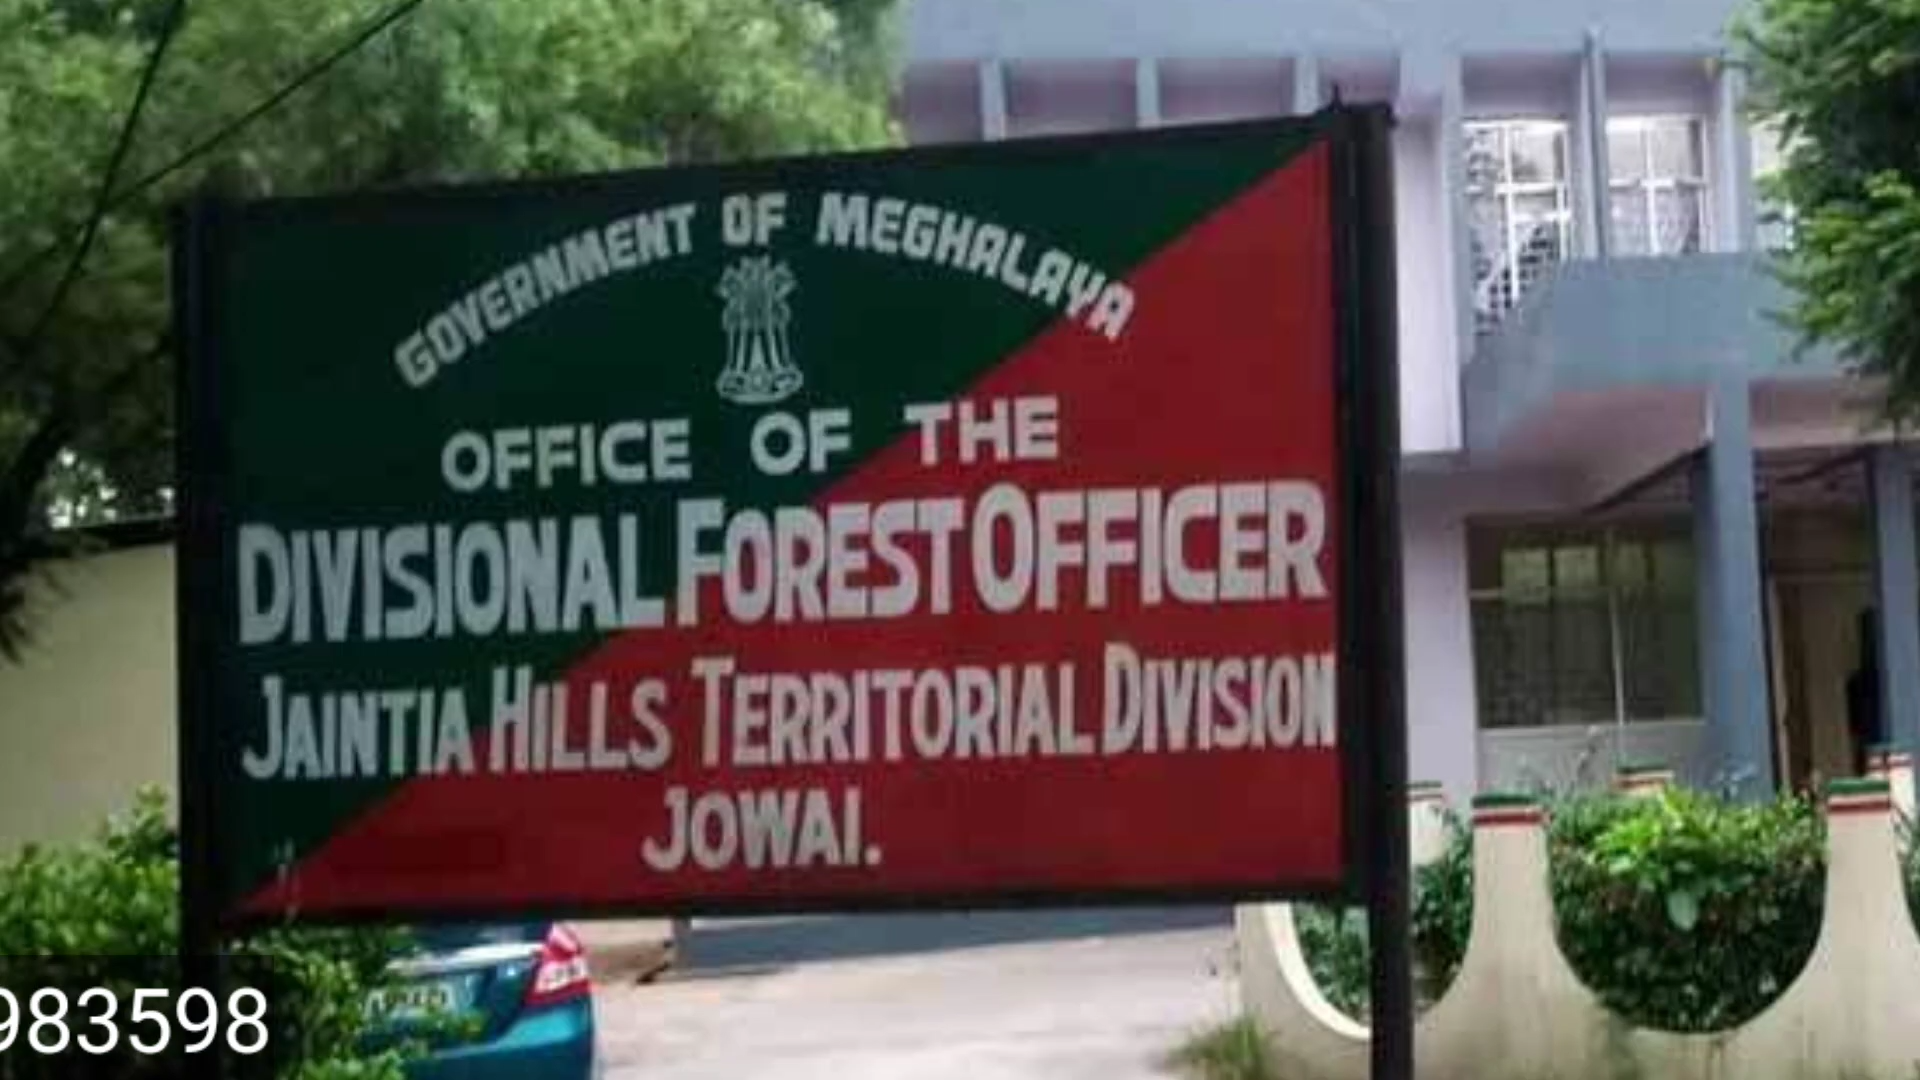 GOVERNMENT OF MEGHALAYA
OFFICE OF THE
DIVISIONAL FOREST OFFICER
JAINTIA HILLS TERRITORIAL DIVISION
JOWAI.
983598